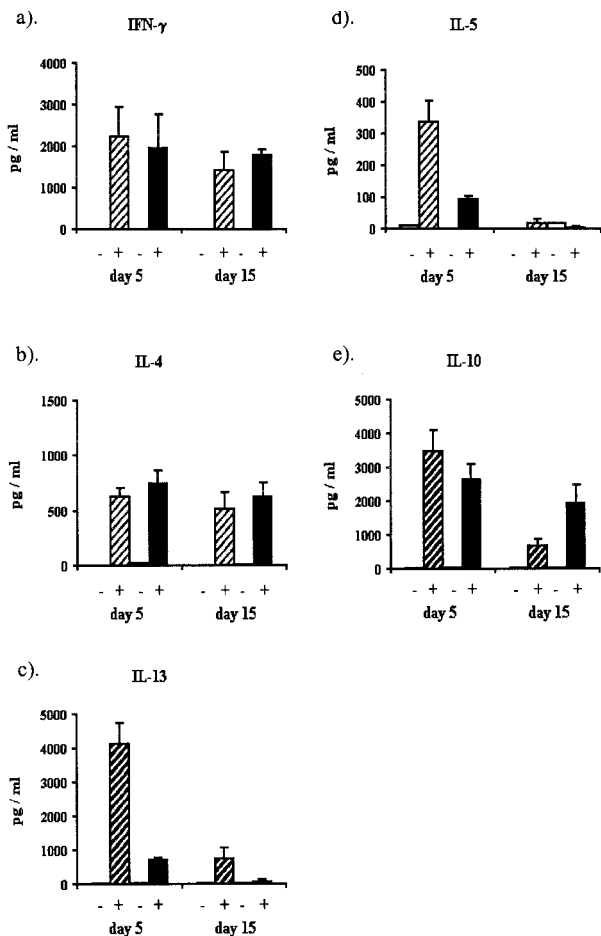 a).
IFN-γ
pg / ml
4000
3000
2000
1000
0
- + - + - + - +
day 5 day 15
b).
IL-4
pg / ml
1500
1000
500
0
- + - + - + - +
day 5 day 15
c).
IL-13
pg / ml
5000
4000
3000
2000
1000
0
- + - + - + - +
day 5 day 15
d).
IL-5
pg / ml
500
400
300
200
100
0
- + - + - + - +
day 5 day 15
e).
IL-10
pg / ml
5000
4000
3000
2000
1000
0
- + - + - + - +
day 5 day 15